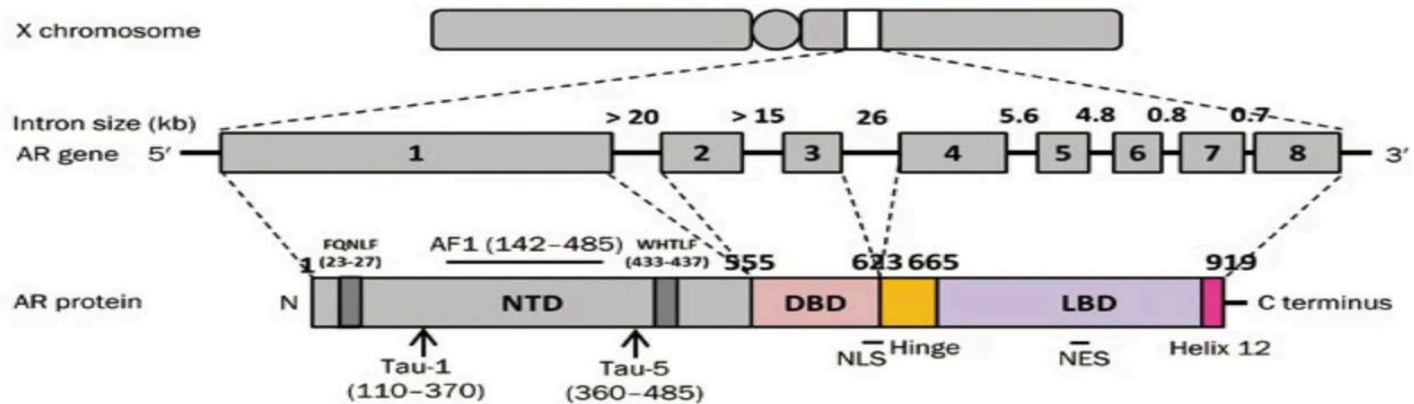 X chromosome
Intron size (kb) > 20 > 15 26 5.6 4.8 0.8 0.7
AR gene 5′ 1 2 3 4 5 6 7 8 3′
FQNLF AF1 (142–485) WHTLF
1 (23-27) (433-437) 555 623 665 919
AR protein N NTD DBD LBD C terminus
NLS Hinge NES Helix 12
Tau-1 Tau-5
(110–370) (360–485)